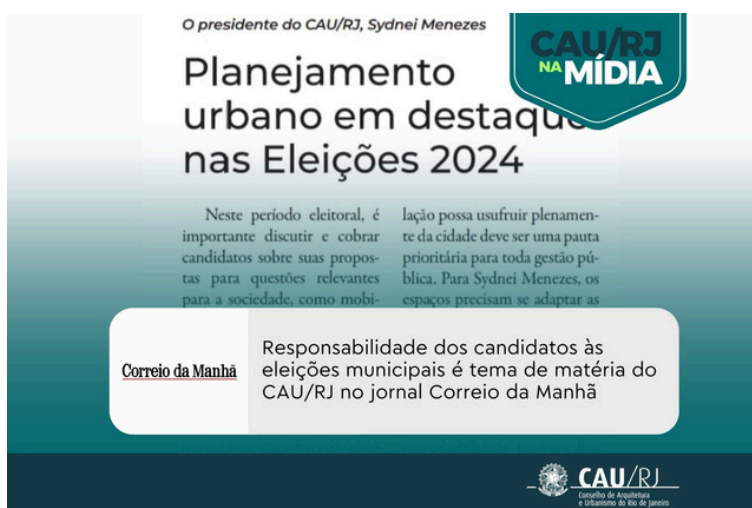 O presidente do CAU/RJ, Sydnei Menezes
CAU/RJ
NA MÍDIA
Planejamento
urbano em destaque
nas Eleições 2024
Neste período eleitoral, é
importante discutir e cobrar
candidatos sobre suas propos-
tas para questões relevantes
para a sociedade, como mobi-
lação possa usufruir plenamen-
te da cidade deve ser uma pauta
prioritária para toda gestão pú-
blica. Para Sydnei Menezes, os
espaços precisam se adaptar as
Correio da Manhã
Responsabilidade dos candidatos às
eleições municipais é tema de matéria do
CAU/RJ no jornal Correio da Manhã
CAU/RJ
Conselho de Arquitetura
e Urbanismo do Rio de Janeiro